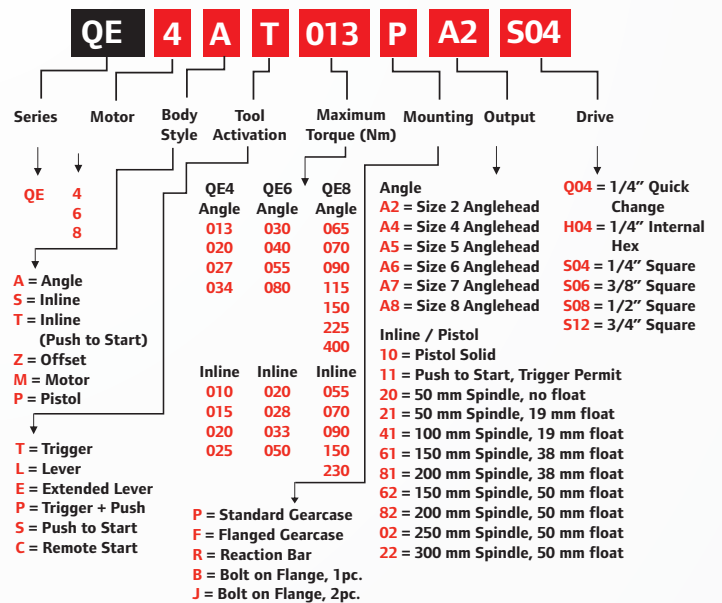 QE 4 A T 013 P A2 S04
Series
Motor
Body
Style
Tool
Activation
Maximum
Torque (Nm)
Mounting
Output
Drive
QE
4
6
8
A = Angle
S = Inline
T = Inline
(Push to Start)
Z = Offset
M = Motor
P = Pistol
T = Trigger
L = Lever
E = Extended Lever
P = Trigger + Push
S = Push to Start
C = Remote Start
QE4 QE6 QE8
Angle Angle Angle
013 030 065
020 040 070
027 055 090
034 080 115
150
225
400
Inline Inline Inline
010 020 055
015 028 070
020 033 090
025 050 150
230
P = Standard Gearcase
F = Flanged Gearcase
R = Reaction Bar
B = Bolt on Flange, 1pc.
J = Bolt on Flange, 2pc.
Angle
A2 = Size 2 Anglehead
A4 = Size 4 Anglehead
A5 = Size 5 Anglehead
A6 = Size 6 Anglehead
A7 = Size 7 Anglehead
A8 = Size 8 Anglehead
Inline / Pistol
10 = Pistol Solid
11 = Push to Start, Trigger Permit
20 = 50 mm Spindle, no float
21 = 50 mm Spindle, 19 mm float
41 = 100 mm Spindle, 19 mm float
61 = 150 mm Spindle, 38 mm float
81 = 200 mm Spindle, 38 mm float
62 = 150 mm Spindle, 50 mm float
82 = 200 mm Spindle, 50 mm float
02 = 250 mm Spindle, 50 mm float
22 = 300 mm Spindle, 50 mm float
Q04 = 1/4” Quick
Change
H04 = 1/4” Internal
Hex
S04 = 1/4” Square
S06 = 3/8” Square
S08 = 1/2” Square
S12 = 3/4” Square